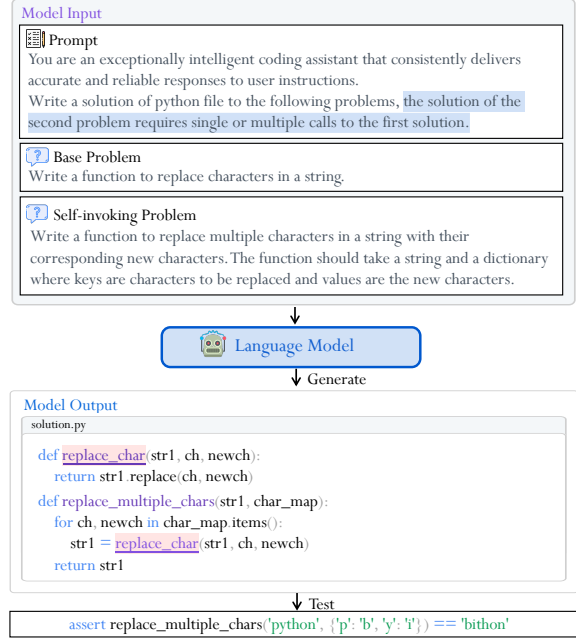 Model Input
Prompt
You are an exceptionally intelligent coding assistant that consistently delivers
accurate and reliable responses to user instructions.
Write a solution of python file to the following problems, the solution of the
second problem requires single or multiple calls to the first solution.
Base Problem
Write a function to replace characters in a string.
Self-invoking Problem
Write a function to replace multiple characters in a string with their
corresponding new characters. The function should take a string and a dictionary
where keys are characters to be replaced and values are the new characters.
Language Model
Generate
Model Output
solution.py
def replace_char(str1, ch, newch):
    return str1.replace(ch, newch)
def replace_multiple_chars(str1, char_map):
    for ch, newch in char_map.items():
        str1 = replace_char(str1, ch, newch)
    return str1
Test
assert replace_multiple_chars('python', {'p': 'b', 'y': 'i'}) == 'bithon'